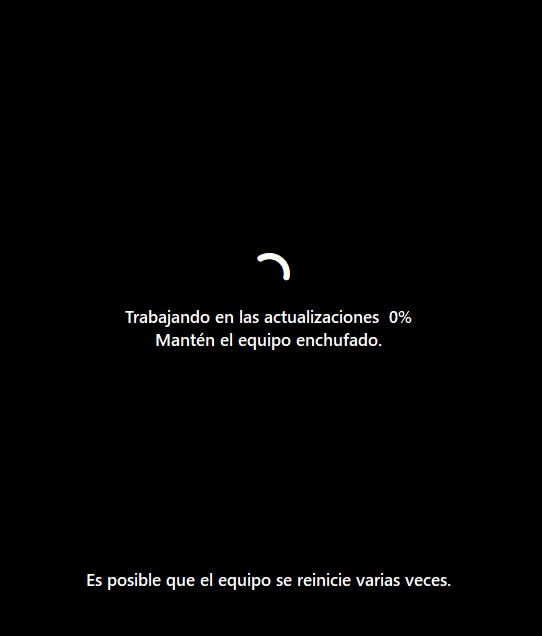 Trabajando en las actualizaciones  0%
Mantén el equipo enchufado.
Es posible que el equipo se reinicie varias veces.